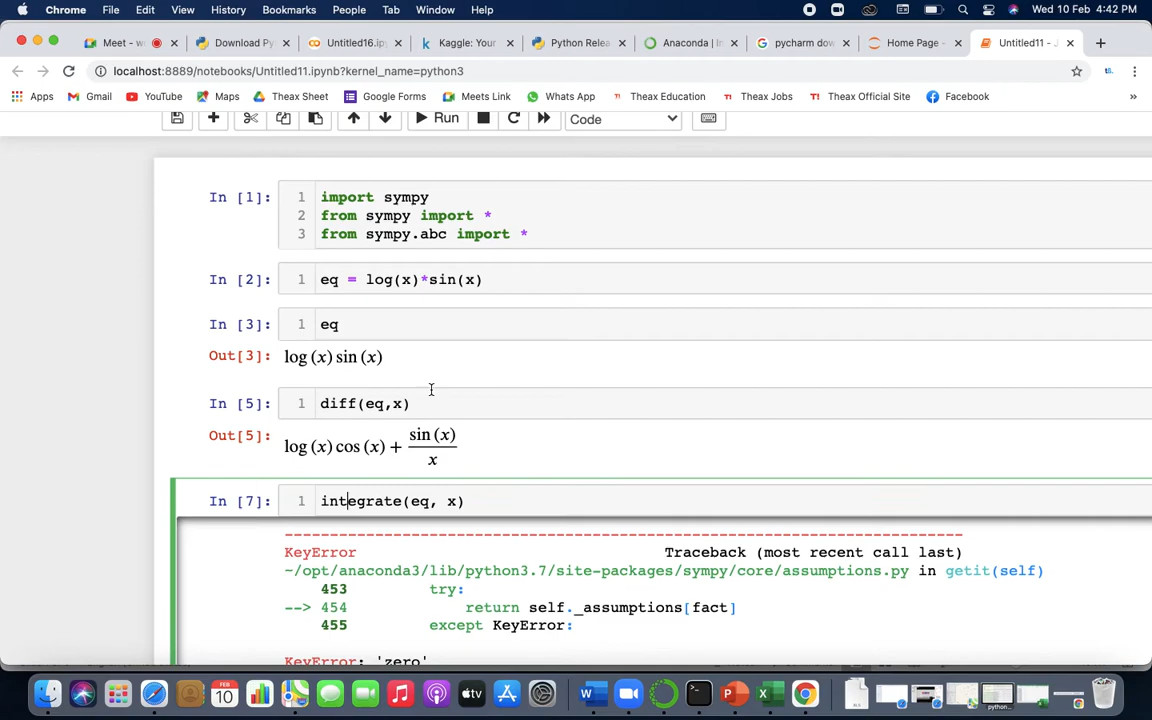 Chrome File Edit View History Bookmarks People Tab Window Help Wed 10 Feb 4:42 PM
Meet - w Download Py Untitled16.ip Kaggle: Your Python Relea Anaconda | In pycharm dow Home Page - Untitled11 - J
localhost:8889/notebooks/Untitled11.ipynb?kernel_name=python3
Apps Gmail YouTube Maps Theax Sheet Google Forms Meets Link Whats App Theax Education Theax Jobs Theax Official Site Facebook »
Run Code
In [1]: 1 import sympy
2 from sympy import *
3 from sympy.abc import *
In [2]: 1 eq = log(x)*sin(x)
In [3]: 1 eq
Out[3]: log (x) sin (x)
In [5]: 1 diff(eq,x)
Out[5]: log (x) cos (x) + sin (x) / x
In [7]: 1 integrate(eq, x)
---------------------------------------------------------------------------
KeyError Traceback (most recent call last)
~/opt/anaconda3/lib/python3.7/site-packages/sympy/core/assumptions.py in getit(self)
453 try:
--> 454 return self._assumptions[fact]
455 except KeyError:
KeyError: 'zero'
FEB
10
tv
W
P
X
python...